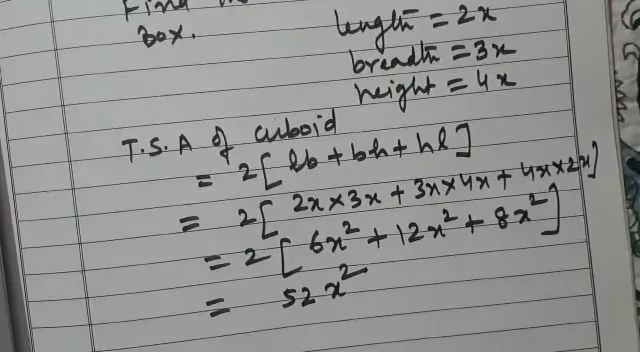 Find
Box.
length = 2x
breadth = 3x
height = 4x
T.S.A of cuboid
= 2[lb + bh + hl]
= 2[2x×3x + 3x×4x + 4x×2x]
= 2[6x² + 12x² + 8x²]
= 52x²